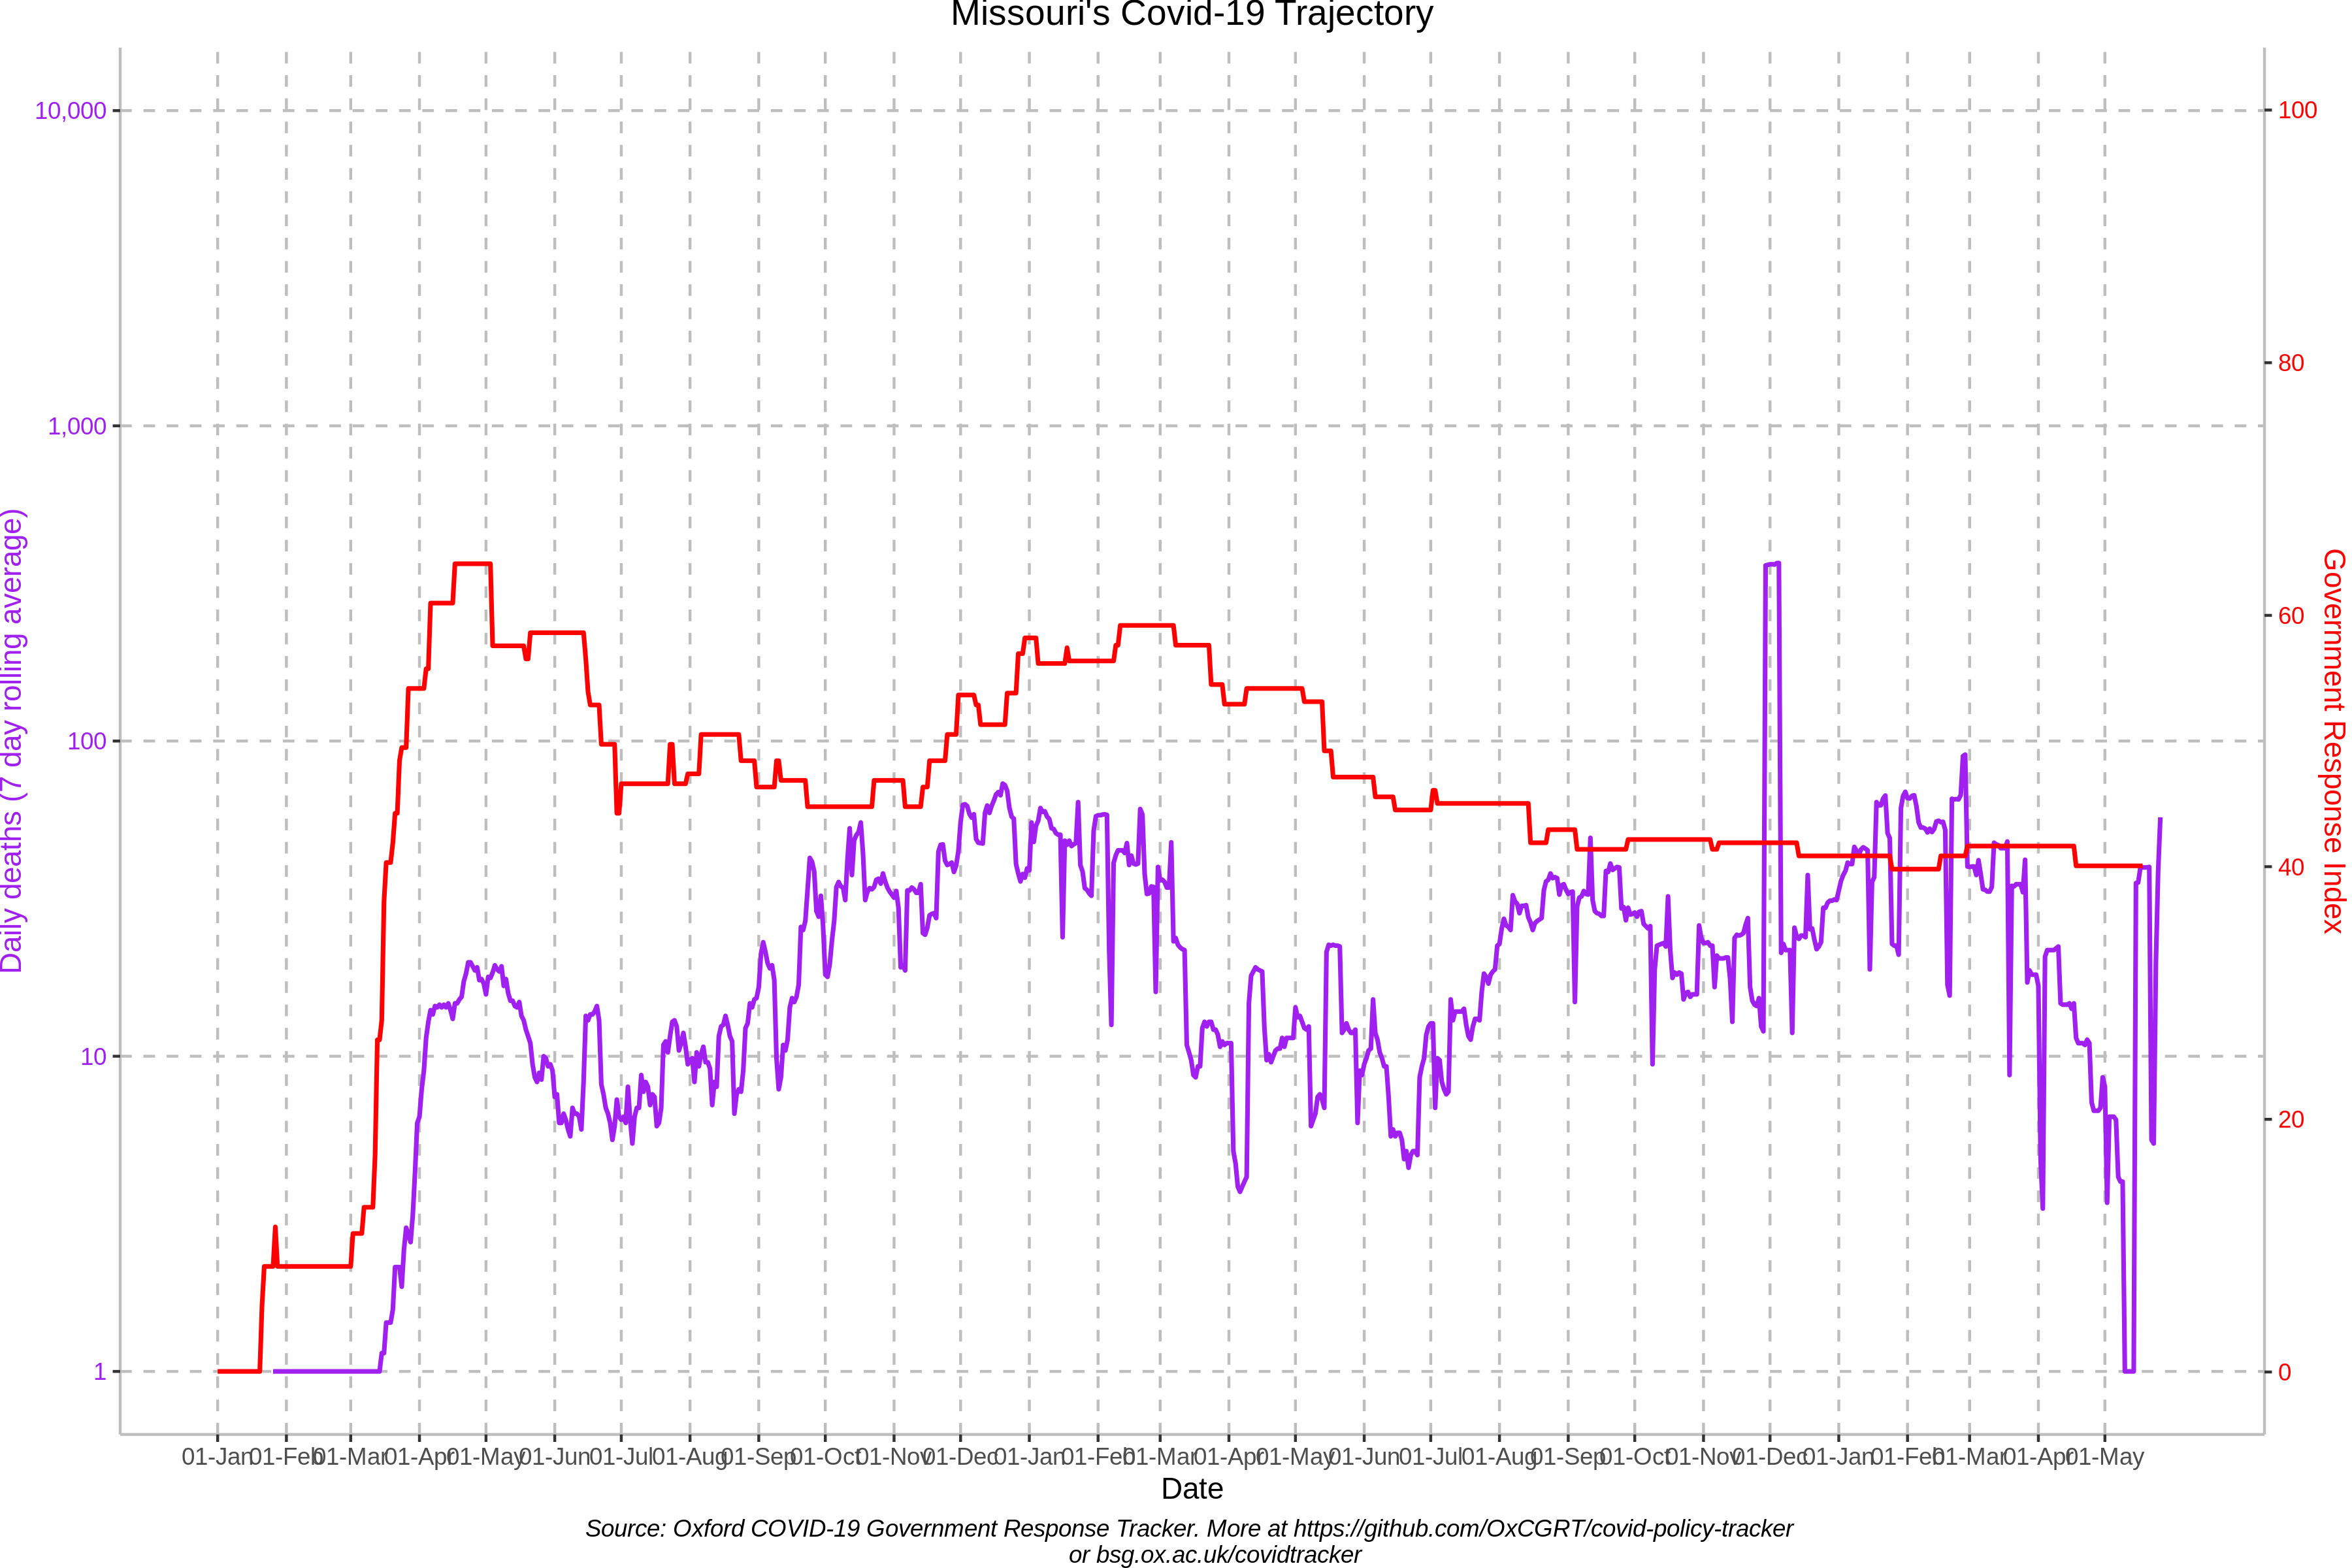 Missouri's Covid-19 Trajectory
10,000
1,000
100
10
1
Daily deaths (7 day rolling average)
100
80
60
40
20
0
Government Response Index
01-Jan 01-Feb 01-Mar 01-Apr 01-May 01-Jun 01-Jul 01-Aug 01-Sep 01-Oct 01-Nov 01-Dec 01-Jan 01-Feb 01-Mar 01-Apr 01-May 01-Jun 01-Jul 01-Aug 01-Sep 01-Oct 01-Nov 01-Dec 01-Jan 01-Feb 01-Mar 01-Apr 01-May
Date
Source: Oxford COVID-19 Government Response Tracker. More at https://github.com/OxCGRT/covid-policy-tracker
or bsg.ox.ac.uk/covidtracker